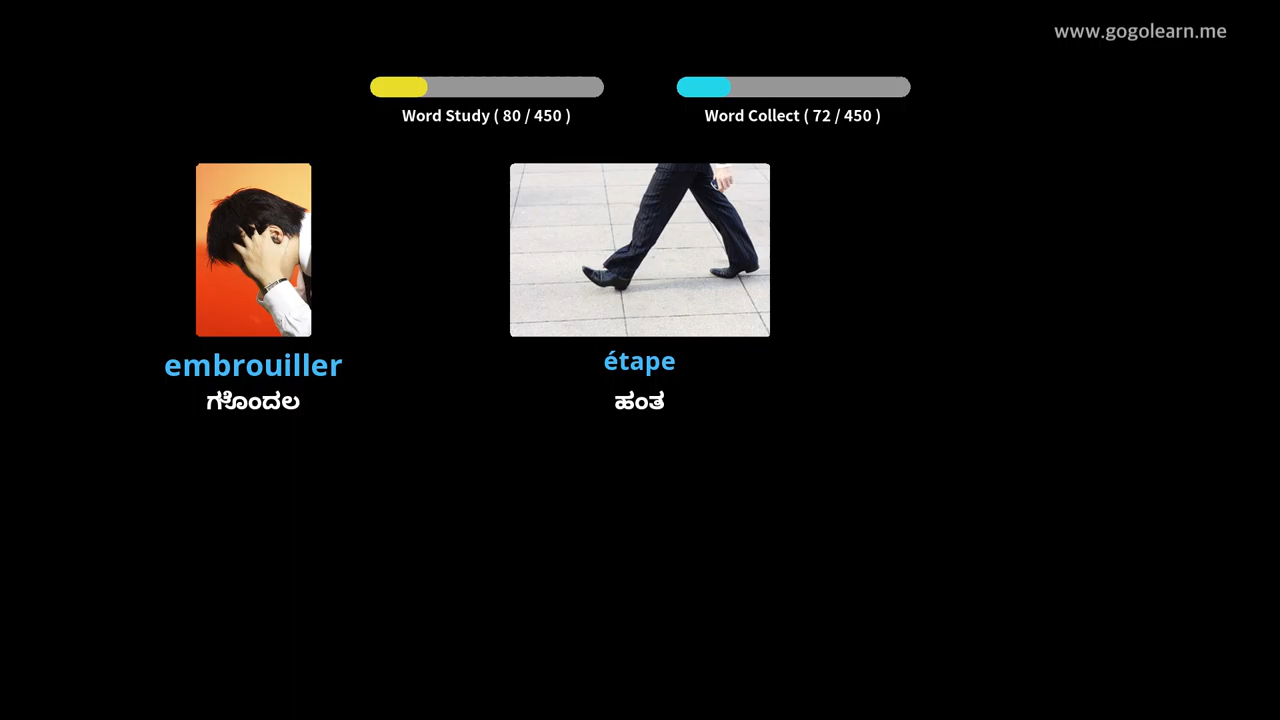 www.gogolearn.me
Word Study ( 80 / 450 )
Word Collect ( 72 / 450 )
embrouiller
étape
ಗೊಂದಲ
ಹಂತ